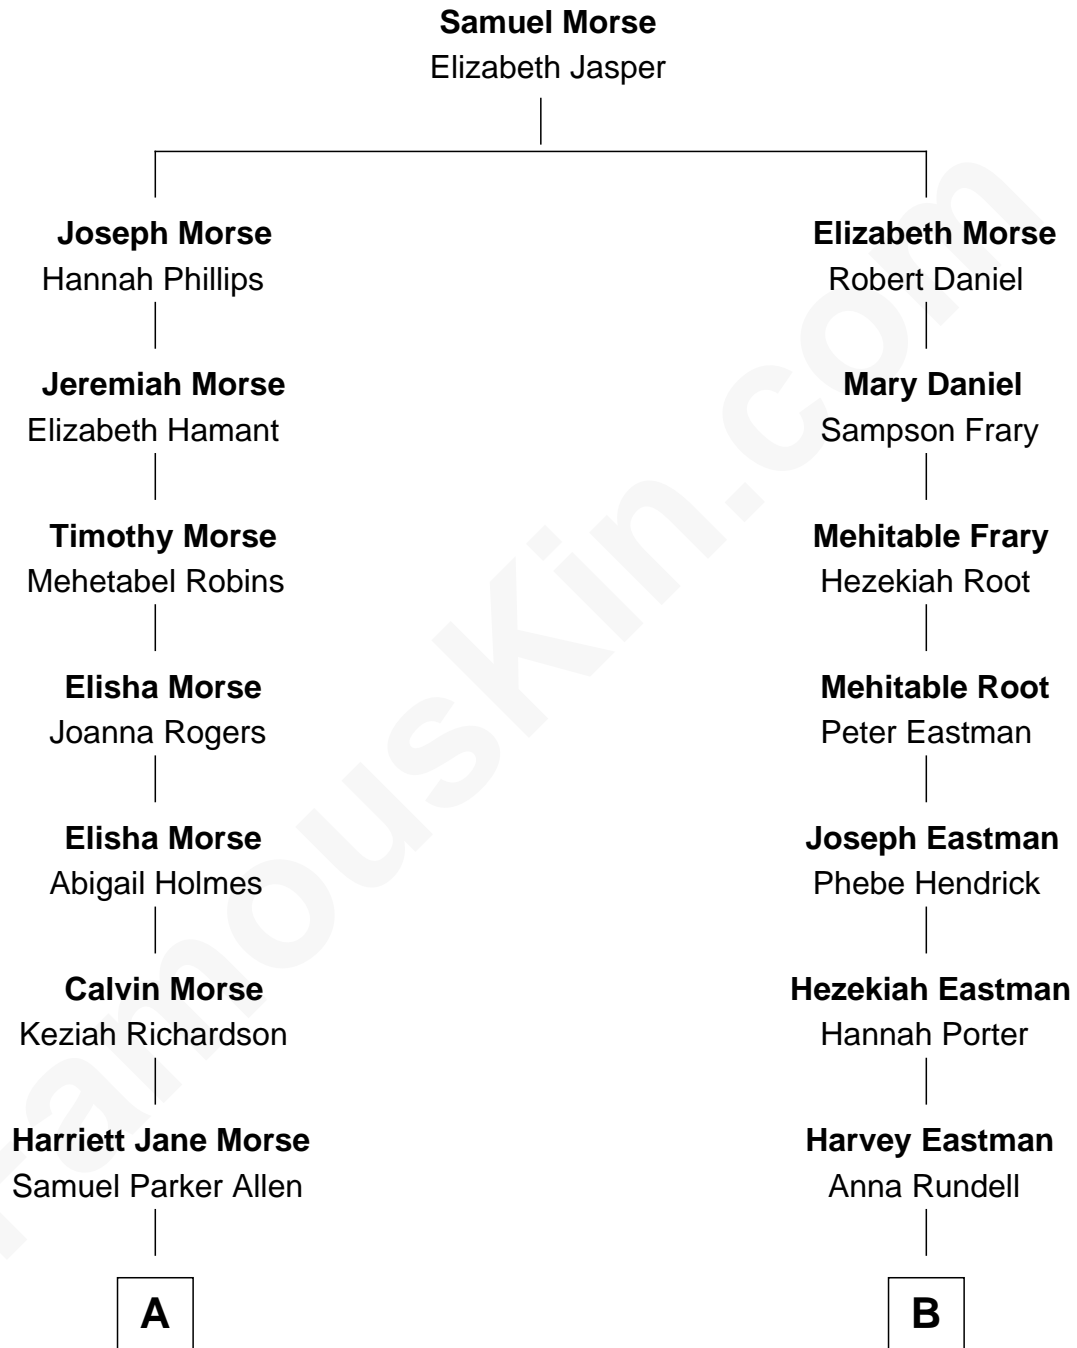 Samuel Morse
Elizabeth Jasper
Joseph Morse
Hannah Phillips
Jeremiah Morse
Elizabeth Hamant
Timothy Morse
Mehetabel Robins
Elisha Morse
Joanna Rogers
Elisha Morse
Abigail Holmes
Calvin Morse
Keziah Richardson
Harriett Jane Morse
Samuel Parker Allen
A
Elizabeth Morse
Robert Daniel
Mary Daniel
Sampson Frary
Mehitable Frary
Hezekiah Root
Mehitable Root
Peter Eastman
Joseph Eastman
Phebe Hendrick
Hezekiah Eastman
Hannah Porter
Harvey Eastman
Anna Rundell
B
FamousKin.com